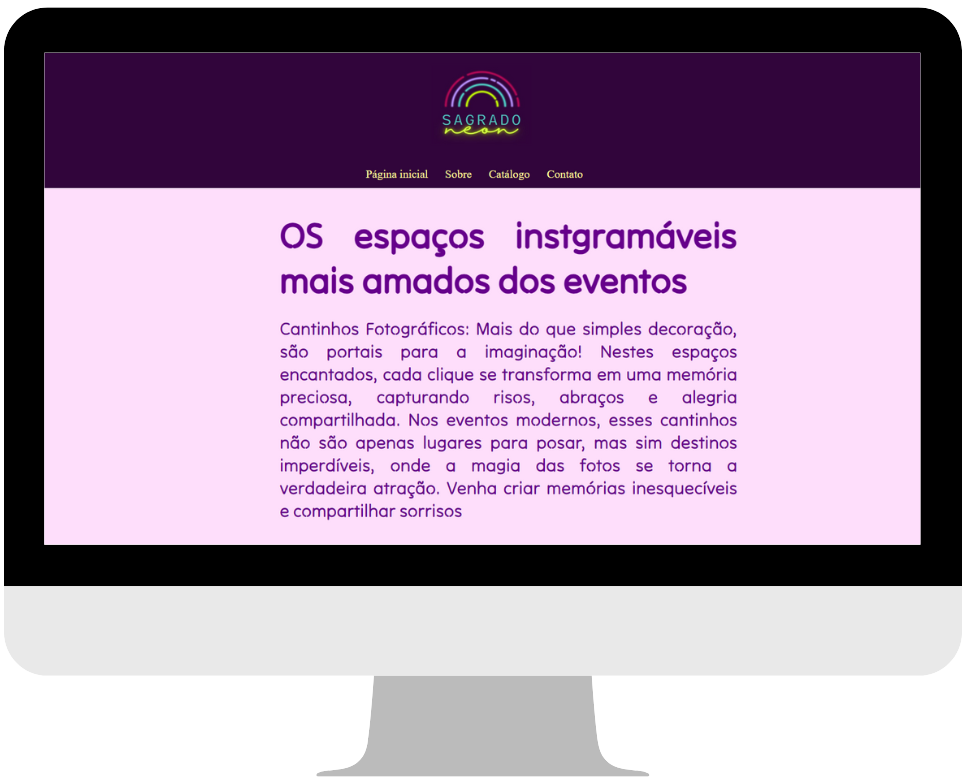 SAGRADO
neon
Página inicial Sobre Catálogo Contato
OS espaços instgramáveis
mais amados dos eventos
Cantinhos Fotográficos: Mais do que simples decoração,
são portais para a imaginação! Nestes espaços
encantados, cada clique se transforma em uma memória
preciosa, capturando risos, abraços e alegria
compartilhada. Nos eventos modernos, esses cantinhos
não são apenas lugares para posar, mas sim destinos
imperdíveis, onde a magia das fotos se torna a
verdadeira atração. Venha criar memórias inesquecíveis
e compartilhar sorrisos